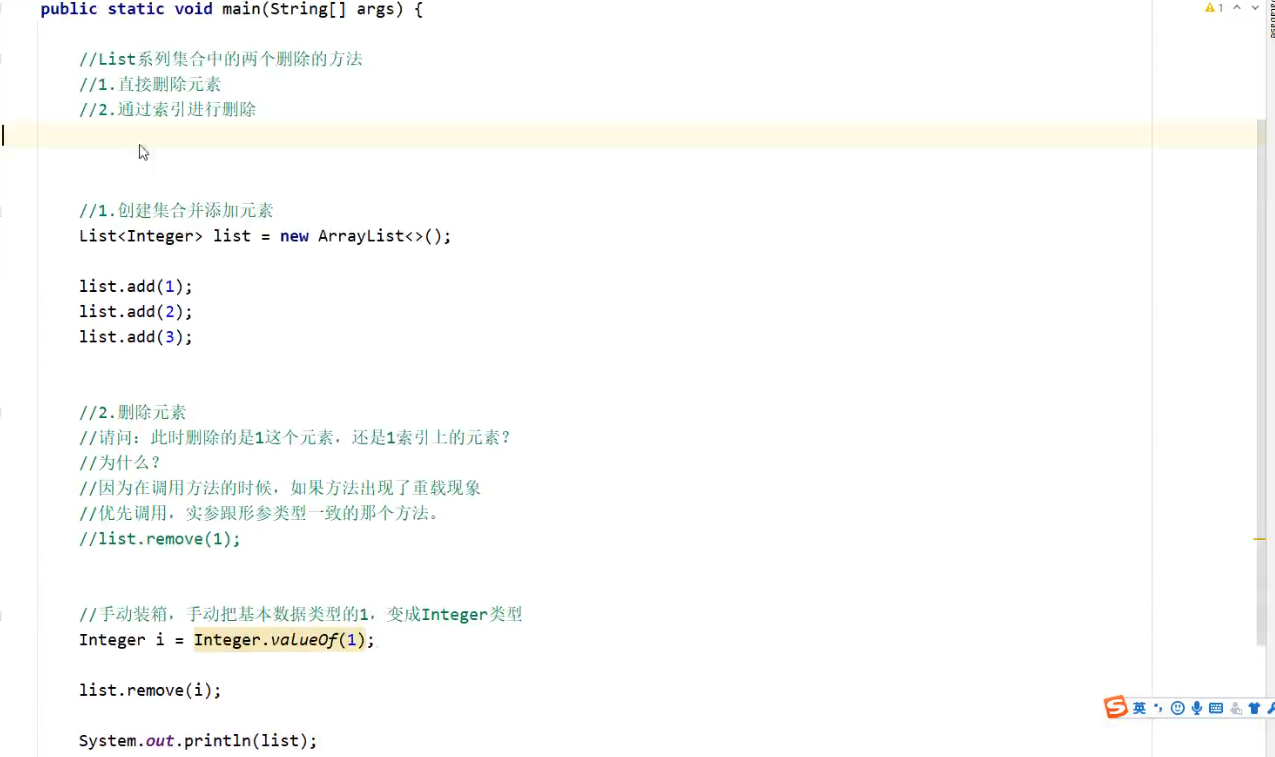 public static void main(String[] args) {
1
//List系列集合中的两个删除的方法
//1.直接删除元素
//2.通过索引进行删除
//1.创建集合并添加元素
List<Integer> list = new ArrayList<>();
list.add(1);
list.add(2);
list.add(3);
//2.删除元素
//请问：此时删除的是1这个元素，还是1索引上的元素？
//为什么？
//因为在调用方法的时候，如果方法出现了重载现象
//优先调用，实参跟形参类型一致的那个方法。
//list.remove(1);
//手动装箱，手动把基本数据类型的1，变成Integer类型
Integer i = Integer.valueOf(1);
list.remove(i);
英
System.out.println(list);